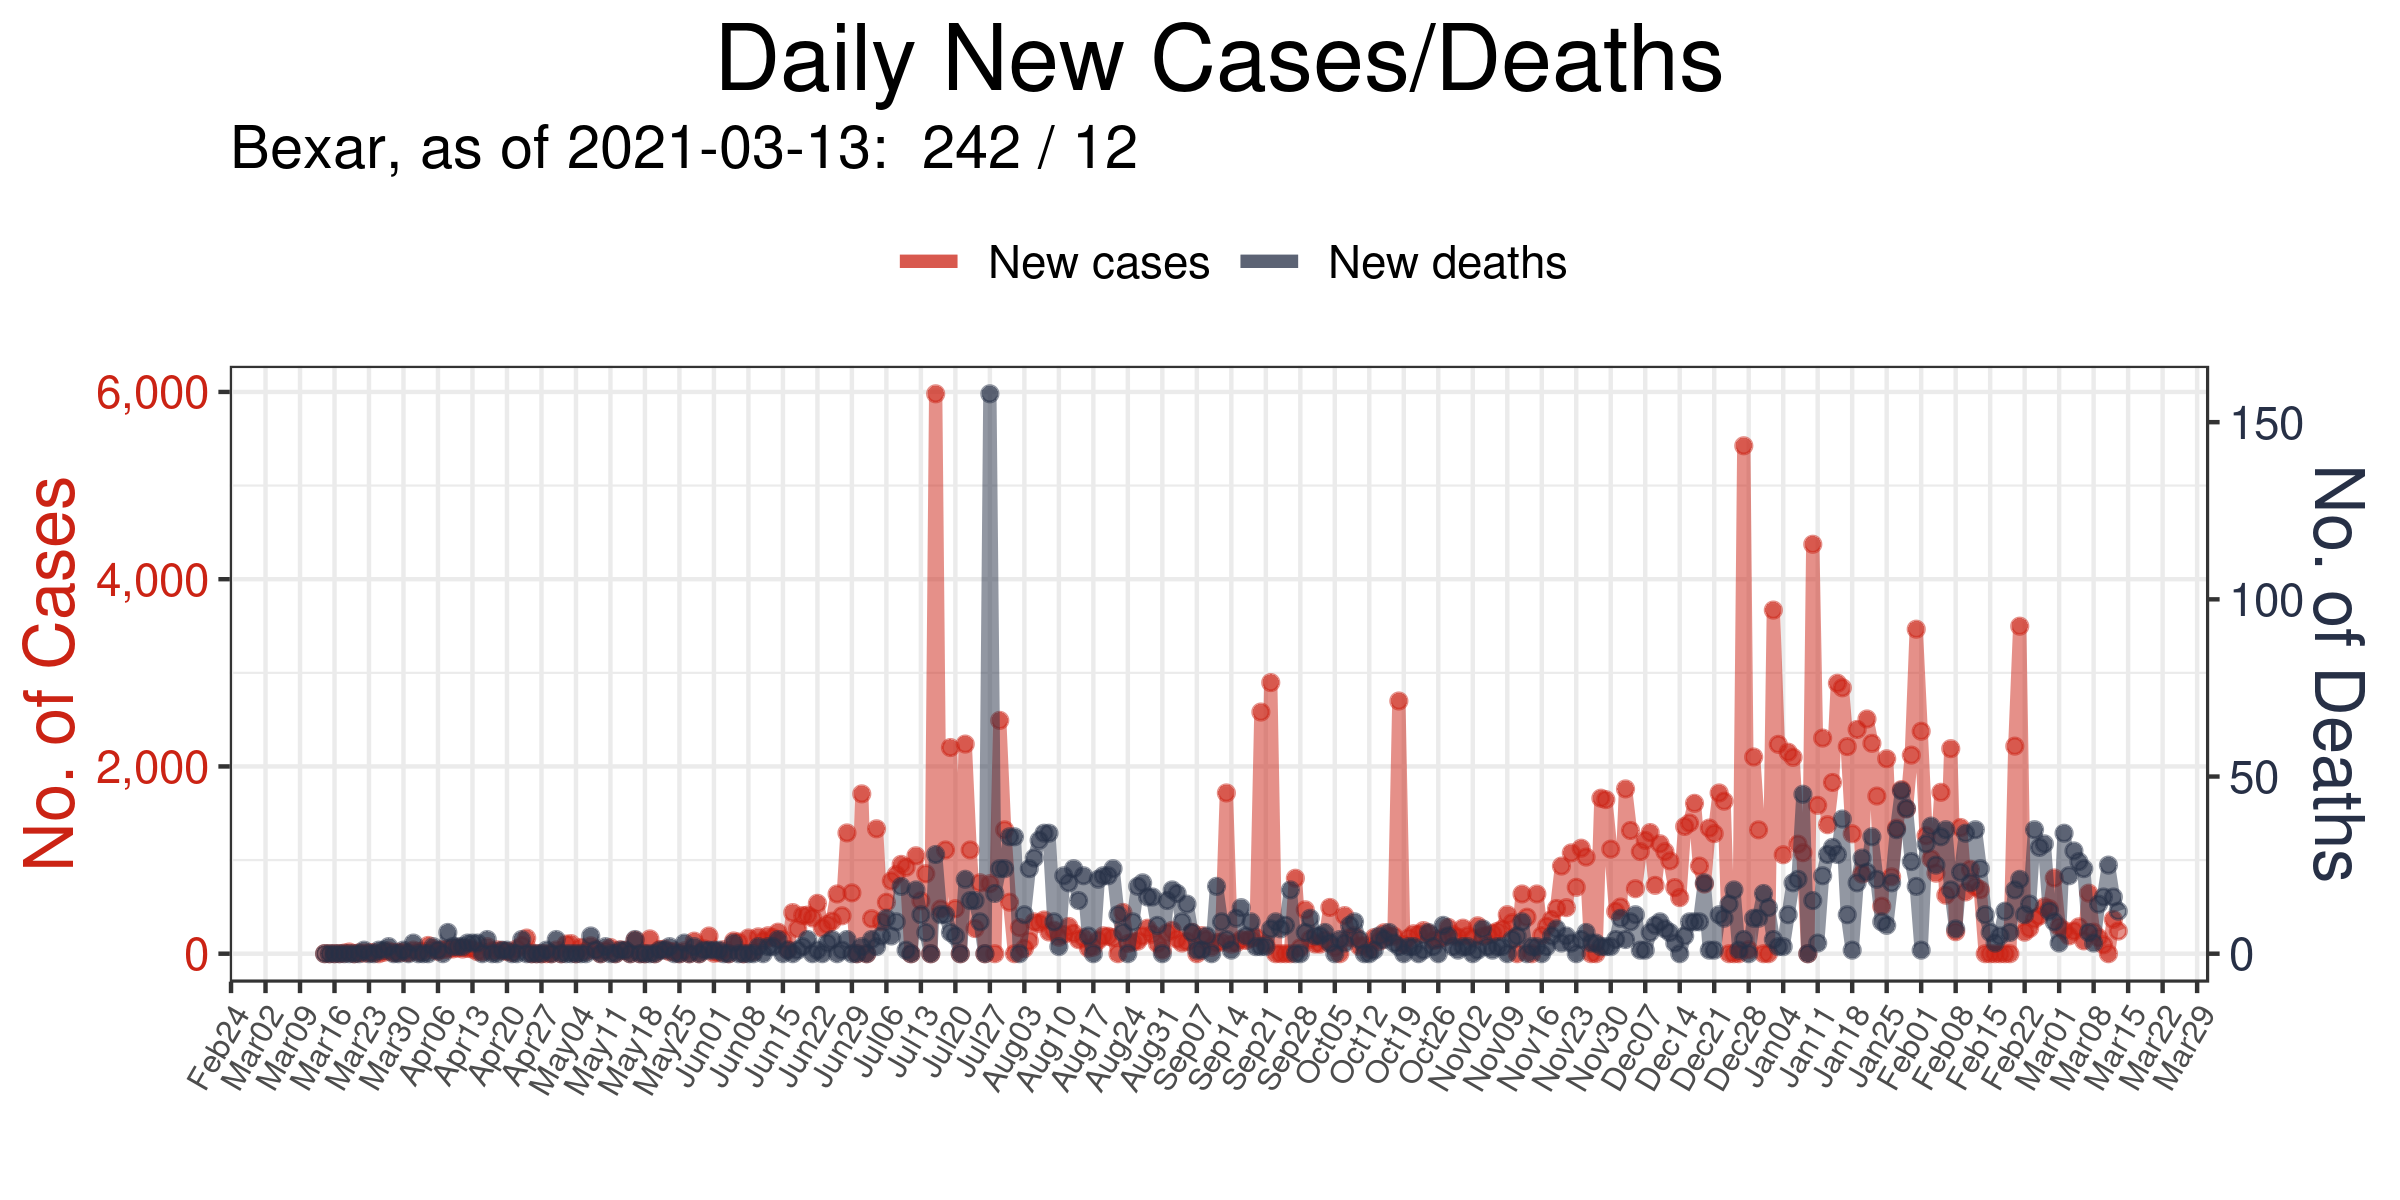 Daily New Cases/Deaths
Bexar, as of 2021-03-13:  242 / 12
New cases New deaths
No. of Cases
6,000
4,000
2,000
0
150
100
50
0
No. of Deaths
Feb24 Mar02 Mar09 Mar16 Mar23 Mar30 Apr06 Apr13 Apr20 Apr27 May04 May11 May18 May25 Jun01 Jun08 Jun15 Jun22 Jun29 Jul06 Jul13 Jul20 Jul27 Aug03 Aug10 Aug17 Aug24 Aug31 Sep07 Sep14 Sep21 Sep28 Oct05 Oct12 Oct19 Oct26 Nov02 Nov09 Nov16 Nov23 Nov30 Dec07 Dec14 Dec21 Dec28 Jan04 Jan11 Jan18 Jan25 Feb01 Feb08 Feb15 Feb22 Mar01 Mar08 Mar15 Mar22 Mar29